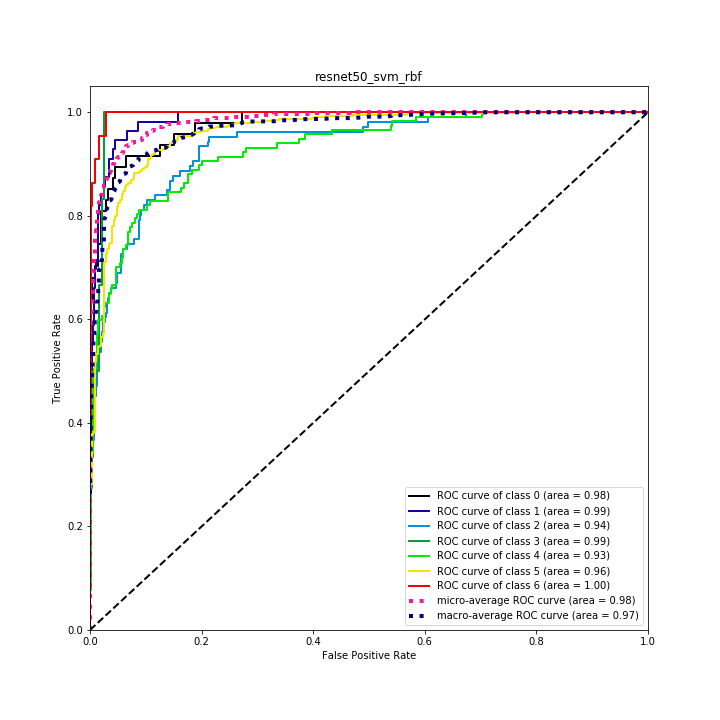 resnet50_svm_rbf
True Positive Rate
1.0
0.8
0.6
0.4
0.2
0.0
0.0 0.2 0.4 0.6 0.8 1.0
False Positive Rate
ROC curve of class 0 (area = 0.98)
ROC curve of class 1 (area = 0.99)
ROC curve of class 2 (area = 0.94)
ROC curve of class 3 (area = 0.99)
ROC curve of class 4 (area = 0.93)
ROC curve of class 5 (area = 0.96)
ROC curve of class 6 (area = 1.00)
micro-average ROC curve (area = 0.98)
macro-average ROC curve (area = 0.97)